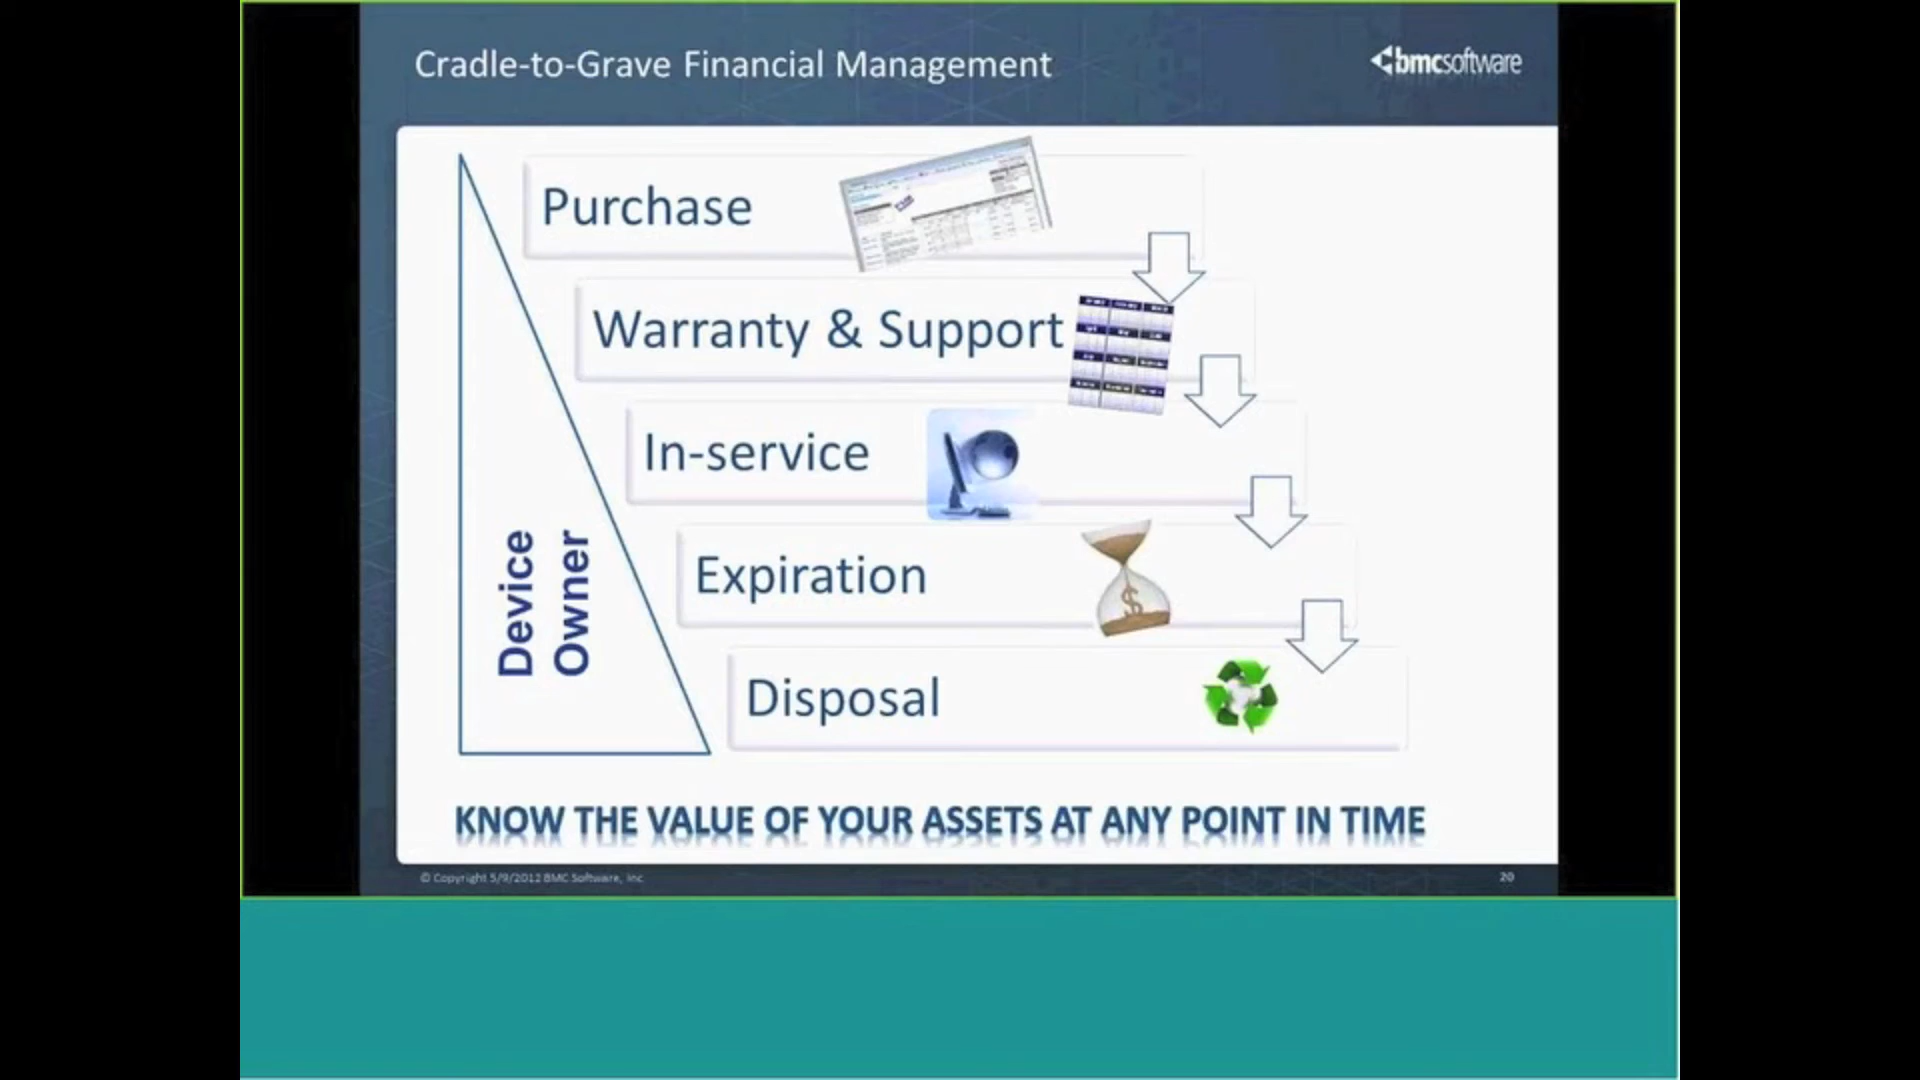 Cradle-to-Grave Financial Management
bmcsoftware
Purchase
Warranty & Support
In-service
Expiration
Disposal
Device
Owner
$
KNOW THE VALUE OF YOUR ASSETS AT ANY POINT IN TIME
© Copyright 5/9/2012 BMC Software, Inc
20